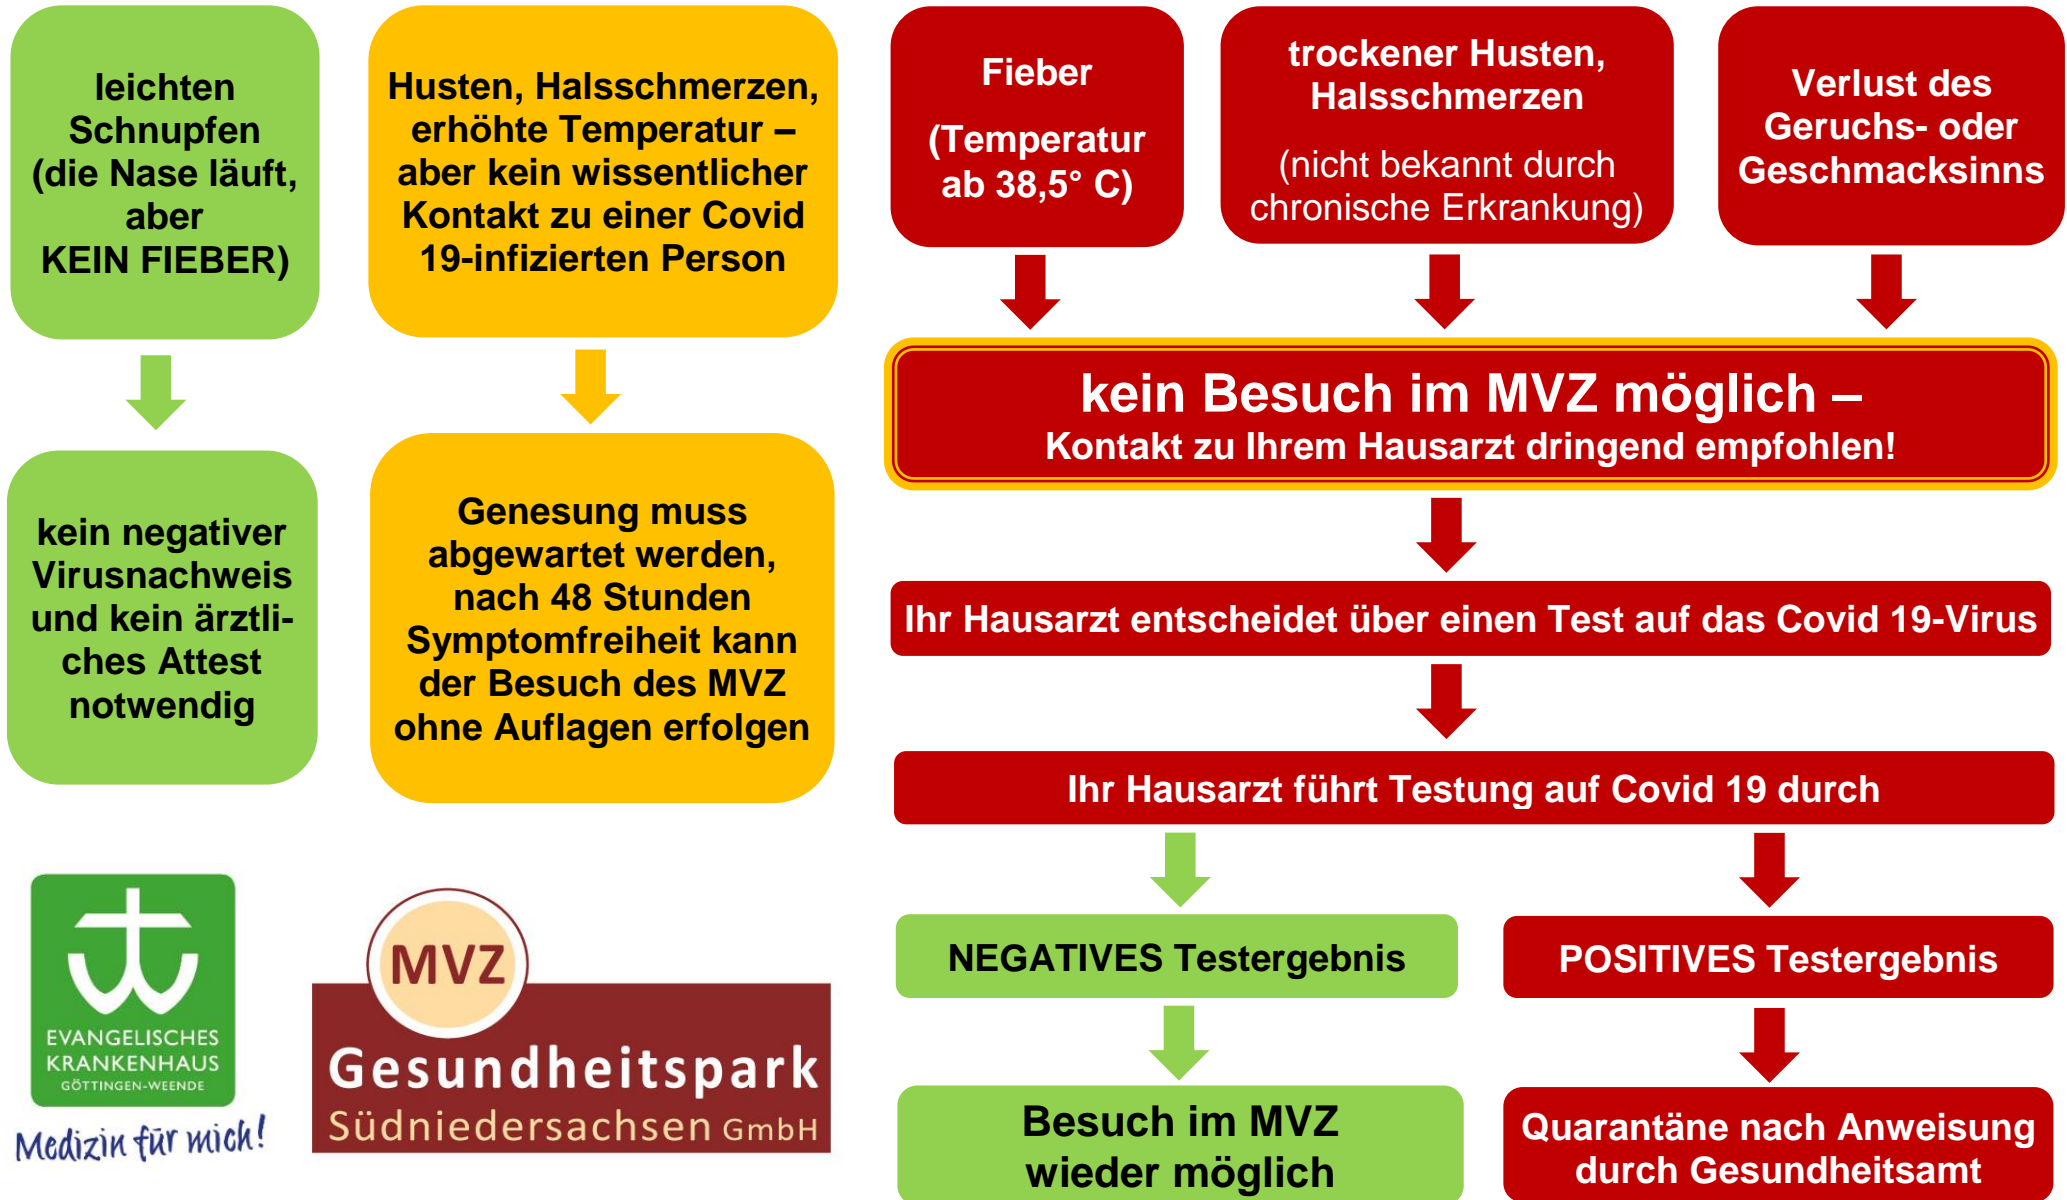 leichten
Schnupfen
(die Nase läuft,
aber
KEIN FIEBER)
kein negativer
Virusnachweis
und kein ärztli-
ches Attest
notwendig
Husten, Halsschmerzen,
erhöhte Temperatur –
aber kein wissentlicher
Kontakt zu einer Covid
19-infizierten Person
Genesung muss
abgewartet werden,
nach 48 Stunden
Symptomfreiheit kann
der Besuch des MVZ
ohne Auflagen erfolgen
Fieber
(Temperatur
ab 38,5° C)
trockener Husten,
Halsschmerzen
(nicht bekannt durch
chronische Erkrankung)
Verlust des
Geruchs- oder
Geschmacksinns
kein Besuch im MVZ möglich –
Kontakt zu Ihrem Hausarzt dringend empfohlen!
Ihr Hausarzt entscheidet über einen Test auf das Covid 19-Virus
Ihr Hausarzt führt Testung auf Covid 19 durch
NEGATIVES Testergebnis
Besuch im MVZ
wieder möglich
POSITIVES Testergebnis
Quarantäne nach Anweisung
durch Gesundheitsamt
EVANGELISCHES
KRANKENHAUS
GÖTTINGEN-WEENDE
Medizin für mich!
MVZ
Gesundheitspark
Südniedersachsen GmbH